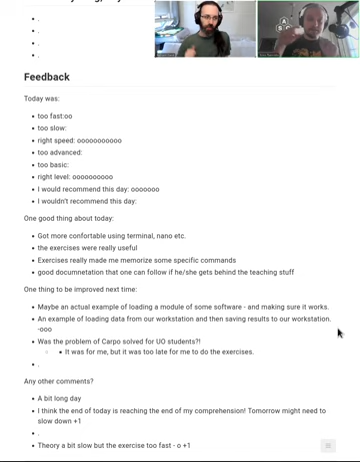 Feedback
Today was:
too fast:oo
too slow:
right speed: ooooooooooo
too advanced:
too basic:
right level: oooooooooo
I would recommend this day: ooooooo
I wouldn't recommend this day:
One good thing about today:
Got more confortable using terminal, nano etc.
the exercises were really useful
Exercises really made me memorize some specific commands
good documnetation that one can follow if he/she gets behind the teaching stuff
One thing to be improved next time:
Maybe an actual example of loading a module of some software - and making sure it works.
An example of loading data from our workstation and then saving results to our workstation.
-ooo
Was the problem of Carpo solved for UO students?!
It was for me, but it was too late for me to do the exercises.
.
Any other comments?
A bit long day
I think the end of today is reaching the end of my comprehension! Tomorrow might need to
slow down +1
.
Theory a bit slow but the exercise too fast - o +1